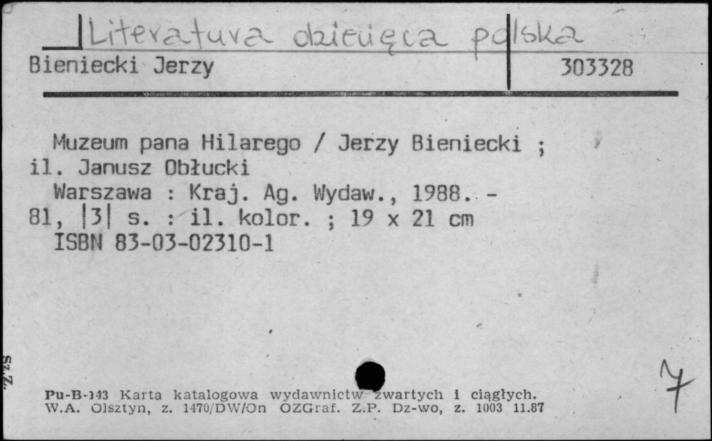 Literatura dziecięca polska
Bieniecki Jerzy 303328
Muzeum pana Hilarego / Jerzy Bieniecki ;
il. Janusz Obłucki
Warszawa : Kraj. Ag. Wydaw., 1988. -
81, |3| s. : il. kolor. ; 19 x 21 cm
ISBN 83-03-02310-1
Sz.Z.
7
Pu-B-143 Karta katalogowa wydawnictw zwartych i ciągłych.
W.A. Olsztyn, z. 1470/DW/On OZGraf. Z.P. Dz-wo, z. 1003 11.87